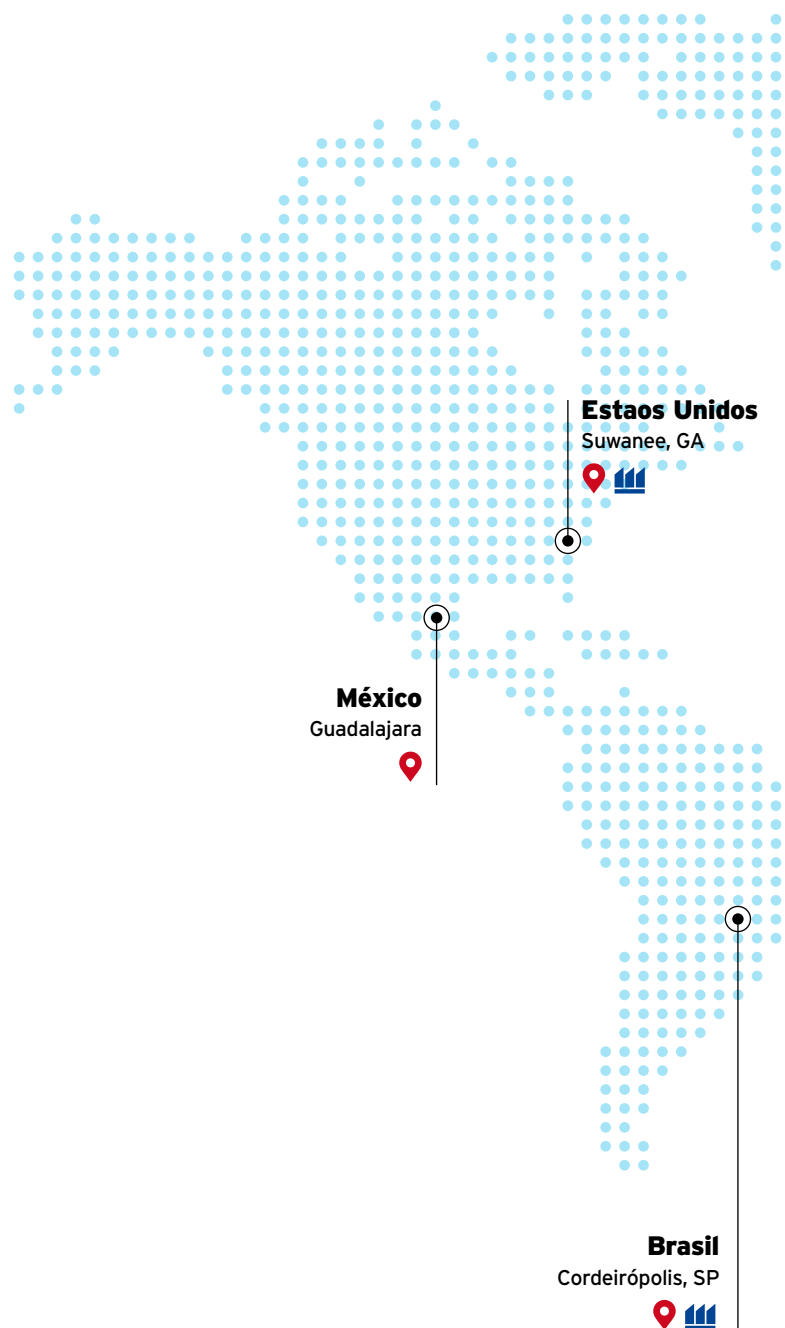 Estaos Unidos
Suwanee, GA
México
Guadalajara
Brasil
Cordeirópolis, SP